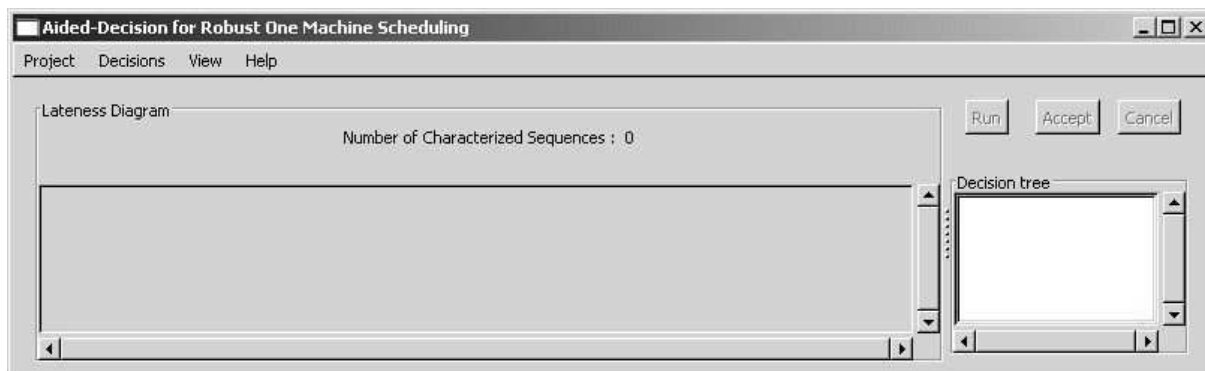 Aided-Decision for Robust One Machine Scheduling
Project Decisions View Help
Lateness Diagram
Number of Characterized Sequences : 0
Run Accept Cancel
Decision tree